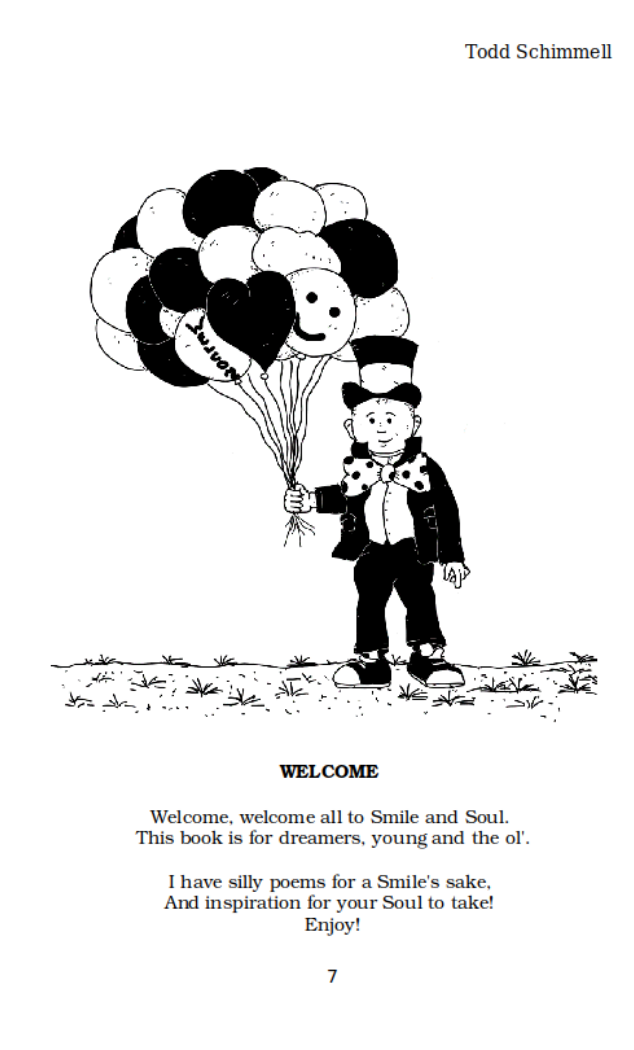 Todd Schimmell
WELCOME
Welcome, welcome all to Smile and Soul.
This book is for dreamers, young and the ol'.
I have silly poems for a Smile's sake,
And inspiration for your Soul to take!
Enjoy!
7